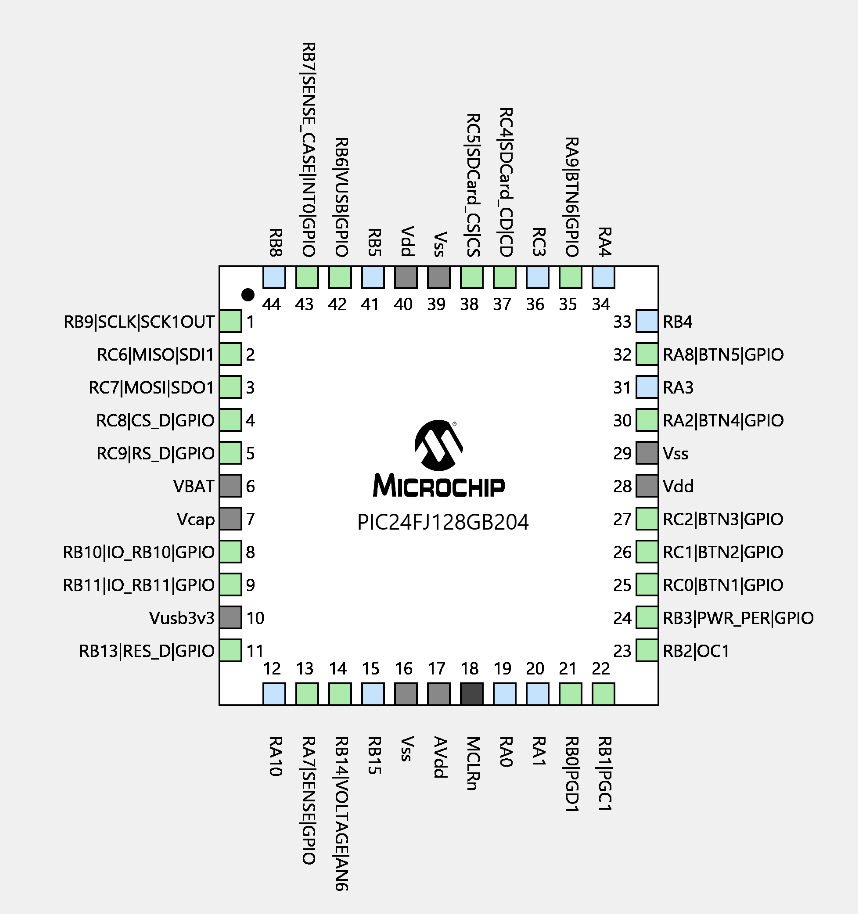 RB8
RB7|SENSE_CASE|INT0|GPIO
RB6|VUSB|GPIO
RB5
Vdd
Vss
RC5|SDCard_CS|CS
RC4|SDCard_CD|CD
RC3
RA9|BTN6|GPIO
RA4
44 43 42 41 40 39 38 37 36 35 34
RB9|SCLK|SCK1OUT 1
RC6|MISO|SDI1 2
RC7|MOSI|SDO1 3
RC8|CS_D|GPIO 4
RC9|RS_D|GPIO 5
VBAT 6
Vcap 7
RB10|IO_RB10|GPIO 8
RB11|IO_RB11|GPIO 9
Vusb3v3 10
RB13|RES_D|GPIO 11
MICROCHIP
®
PIC24FJ128GB204
33 RB4
32 RA8|BTN5|GPIO
31 RA3
30 RA2|BTN4|GPIO
29 Vss
28 Vdd
27 RC2|BTN3|GPIO
26 RC1|BTN2|GPIO
25 RC0|BTN1|GPIO
24 RB3|PWR_PER|GPIO
23 RB2|OC1
12 13 14 15 16 17 18 19 20 21 22
RA10
RA7|SENSE|GPIO
RB14|VOLTAGE|AN6
RB15
Vss
AVdd
MCLRn
RA0
RA1
RB0|PGD1
RB1|PGC1